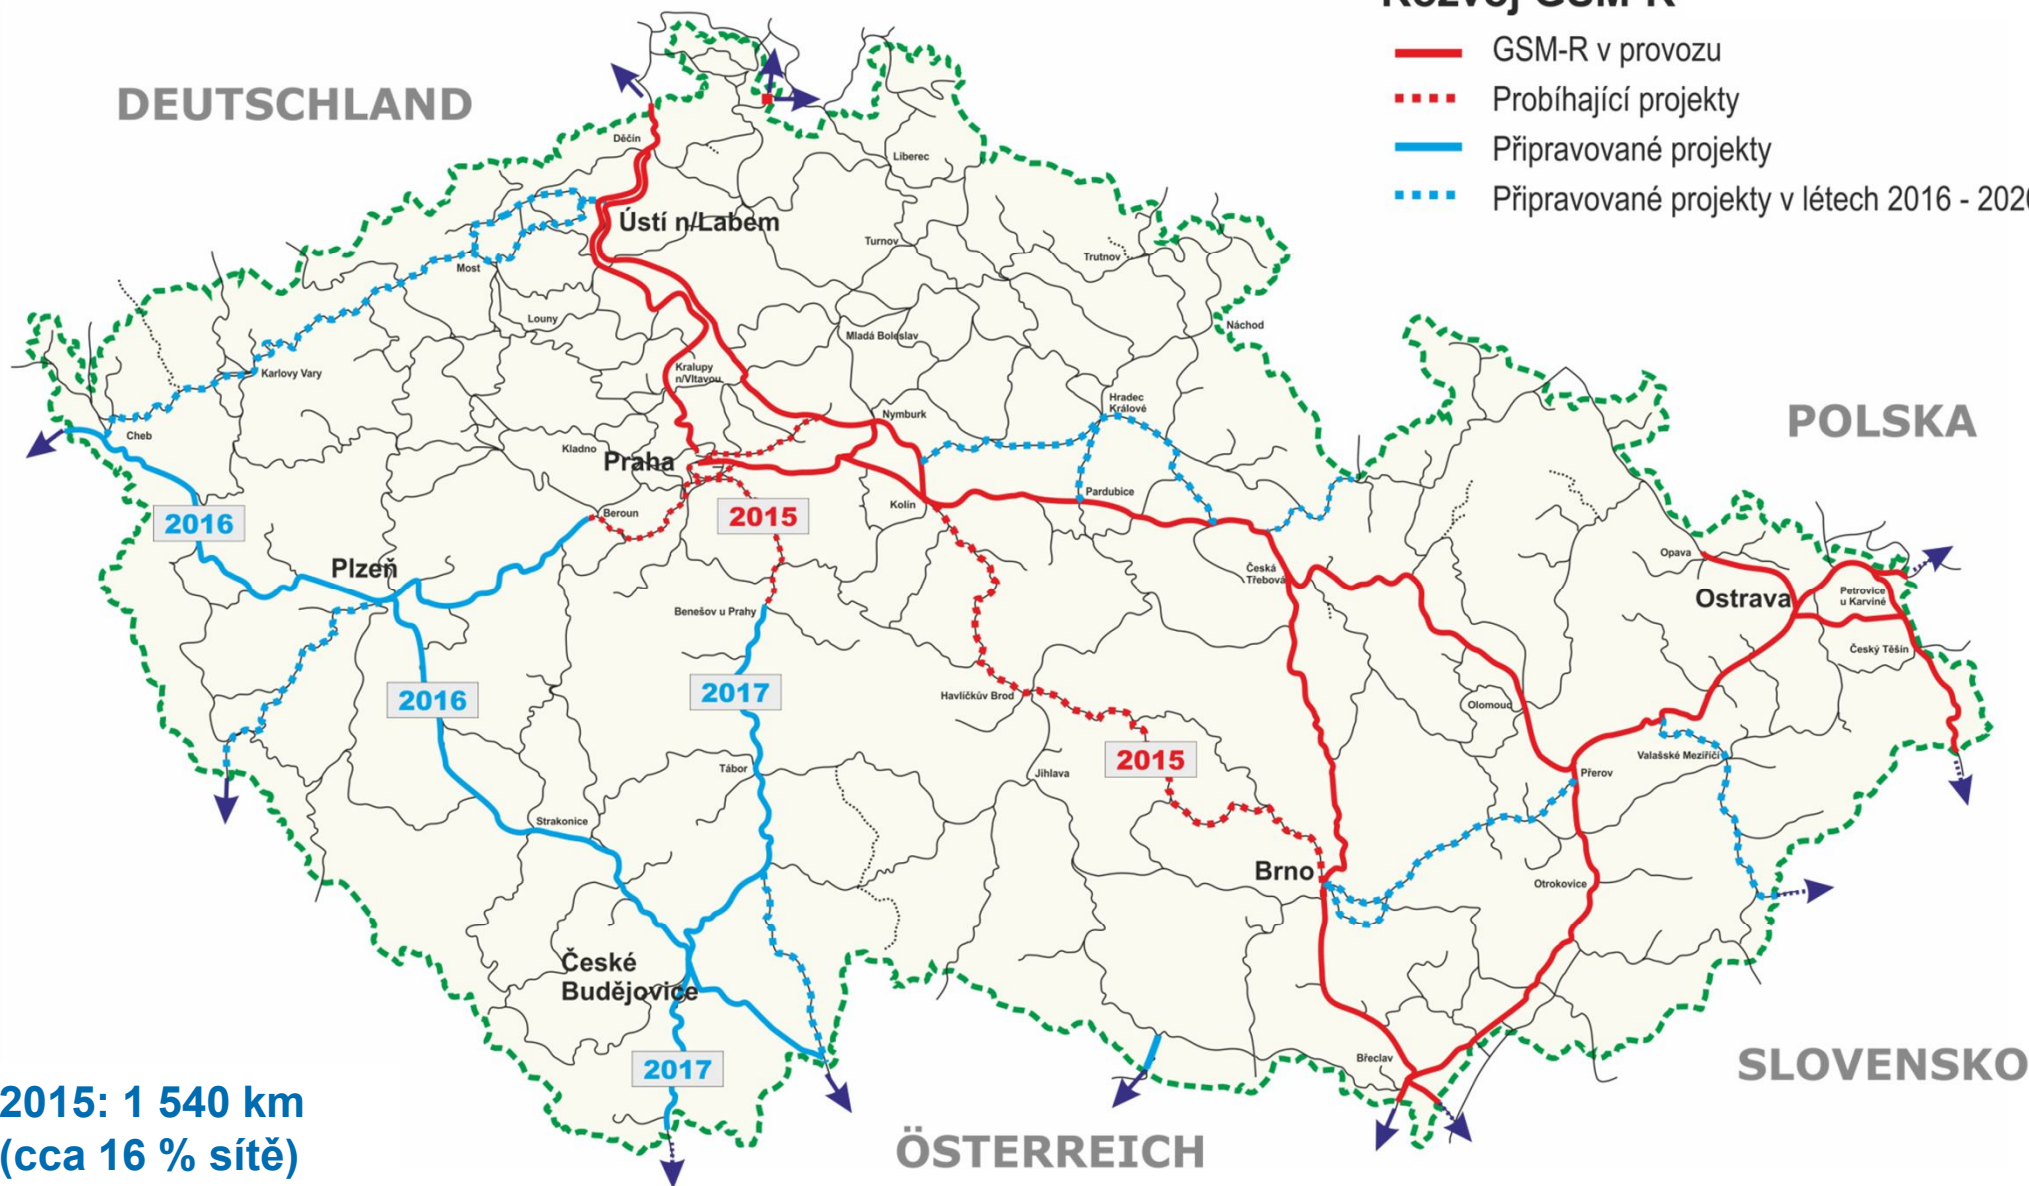 Rozvoj GSM-R
GSM-R v provozu
Probíhající projekty
Připravované projekty
Připravované projekty v létech 2016 - 2020
DEUTSCHLAND
Děčín
Liberec
Ústí n/Labem
Turnov
Trutnov
Most
Louny
Mladá Boleslav
Náchod
Karlovy Vary
Kralupy
n/Vltavou
Hradec
Králové
POLSKA
Nymburk
Cheb
Kladno
Praha
Kolín
Pardubice
2016
Beroun
2015
Opava
Plzeň
Česká
Třebová
Ostrava
Petrovice
u Karviné
Benešov u Prahy
Český Těšín
2016
2017
Havlíčkův Brod
Olomouc
2015
Valašské Meziříčí
Tábor
Jihlava
Přerov
Strakonice
Brno
Otrokovice
České
Budějovice
2017
Břeclav
SLOVENSKO
2015: 1 540 km
(cca 16 % sítě)
ÖSTERREICH